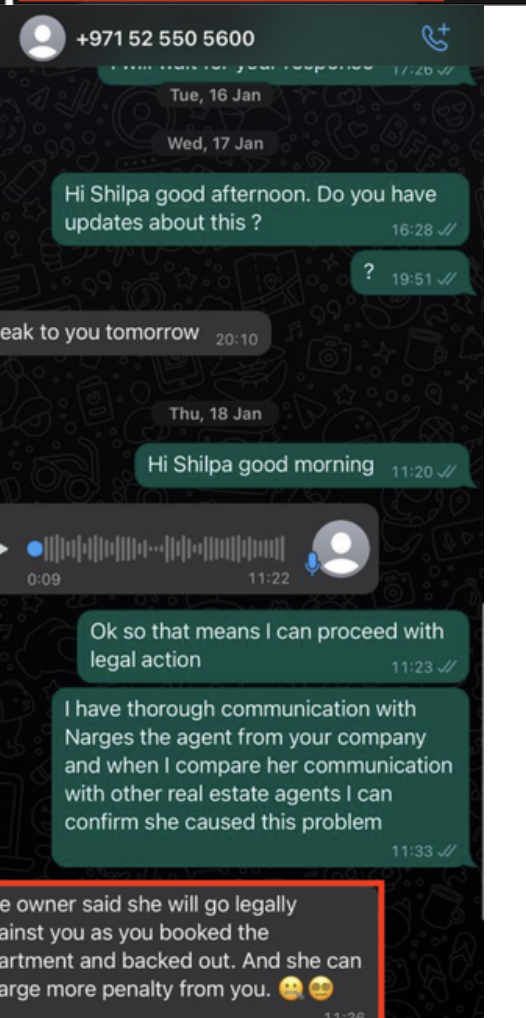 +971 52 550 5600
17:26
Tue, 16 Jan
Wed, 17 Jan
Hi Shilpa good afternoon. Do you have
updates about this ?
16:28
?
19:51
eak to you tomorrow 20:10
Thu, 18 Jan
Hi Shilpa good morning 11:20
0:09
11:22
Ok so that means I can proceed with
legal action
11:23
I have thorough communication with
Narges the agent from your company
and when I compare her communication
with other real estate agents I can
confirm she caused this problem
11:33
e owner said she will go legally
ainst you as you booked the
artment and backed out. And she can
arge more penalty from you. 🤐😵‍💫
11:36